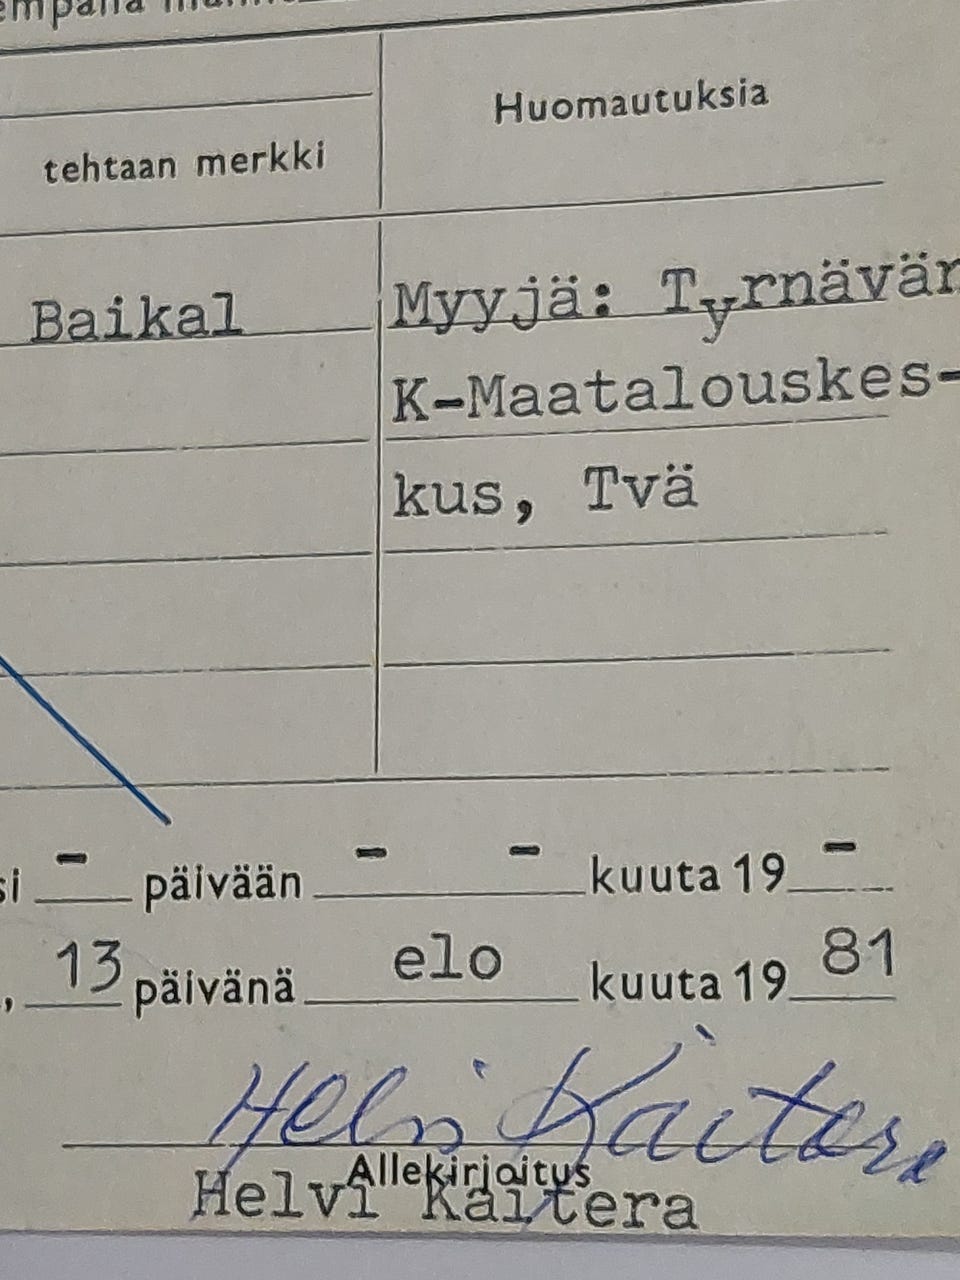 Huomautuksia
tehtaan merkki
Baikal
Myyjä: Tyrnävän
K-Maatalouskes-
kus, Tvä
si - päivään - - kuuta 19 -
, 13 päivänä elo kuuta 19 81
Helvi Kaitera
Allekirjoitus
Helvi Kaitera